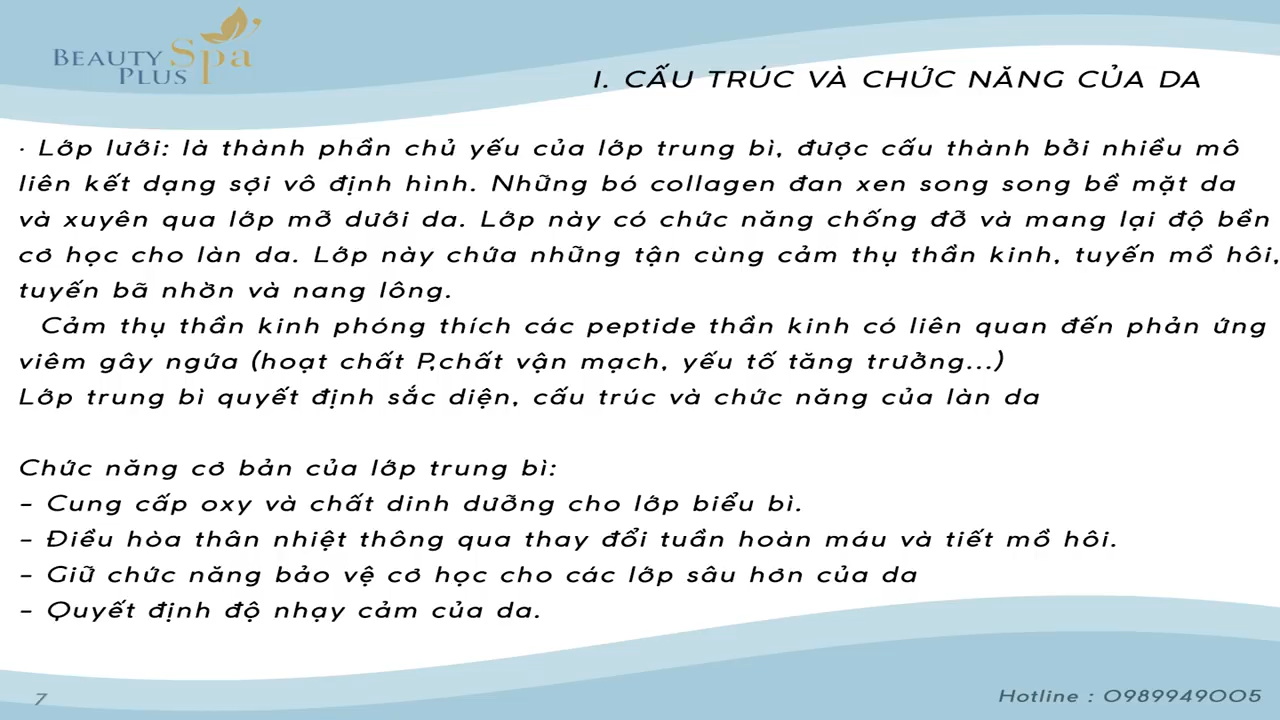 BEAUTY Spa
PLUS
I. CẤU TRÚC VÀ CHỨC NĂNG CỦA DA
· Lớp lưới: là thành phần chủ yếu của lớp trung bì, được cấu thành bởi nhiều mô
liên kết dạng sợi vô định hình. Những bó collagen đan xen song song bề mặt da
và xuyên qua lớp mỡ dưới da. Lớp này có chức năng chống đỡ và mang lại độ bền
cơ học cho làn da. Lớp này chứa những tận cùng cảm thụ thần kinh, tuyến mồ hôi,
tuyến bã nhờn và nang lông.
Cảm thụ thần kinh phóng thích các peptide thần kinh có liên quan đến phản ứng
viêm gây ngứa (hoạt chất P,chất vận mạch, yếu tố tăng trưởng...)
Lớp trung bì quyết định sắc diện, cấu trúc và chức năng của làn da
Chức năng cơ bản của lớp trung bì:
– Cung cấp oxy và chất dinh dưỡng cho lớp biểu bì.
– Điều hòa thân nhiệt thông qua thay đổi tuần hoàn máu và tiết mồ hôi.
– Giữ chức năng bảo vệ cơ học cho các lớp sâu hơn của da
– Quyết định độ nhạy cảm của da.
7
Hotline : 0989949005